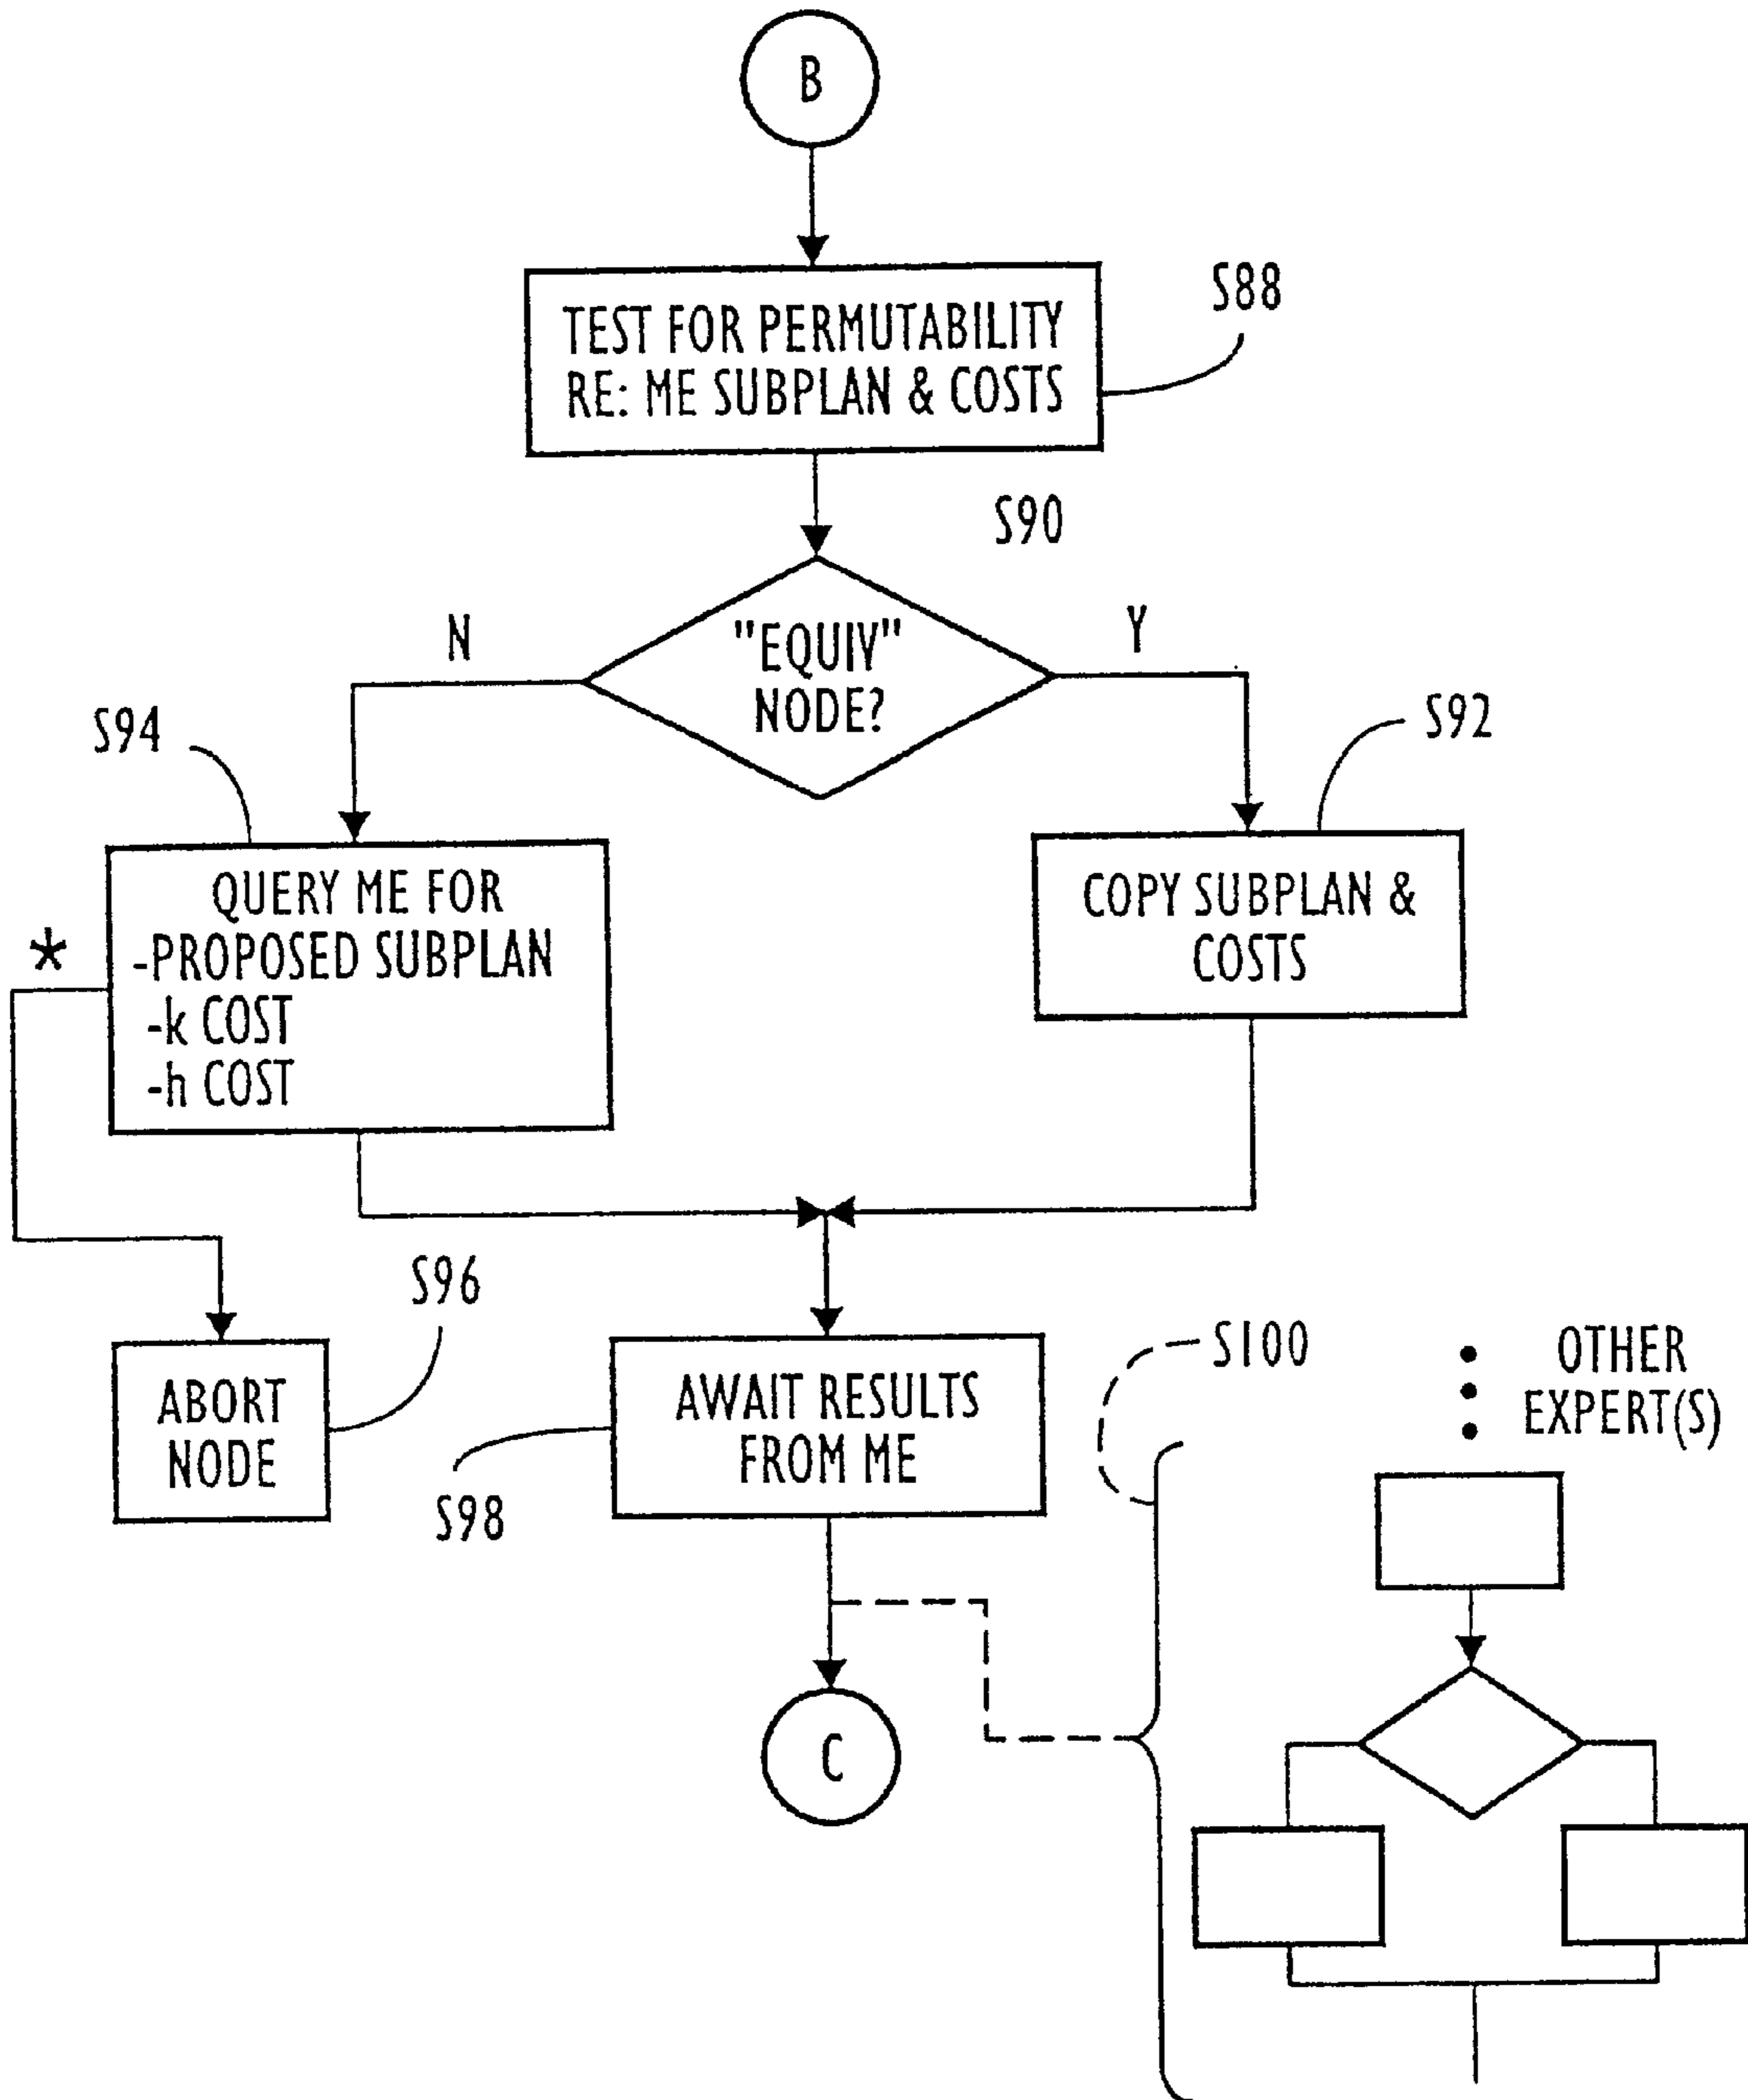 B
TEST FOR PERMUTABILITY
RE: ME SUBPLAN & COSTS
S88
S90
"EQUIV"
NODE?
N
Y
S94
S92
QUERY ME FOR
-PROPOSED SUBPLAN
-k COST
-h COST
*
COPY SUBPLAN &
COSTS
S96
ABORT
NODE
AWAIT RESULTS
FROM ME
S98
S100
OTHER
EXPERT(S)
C